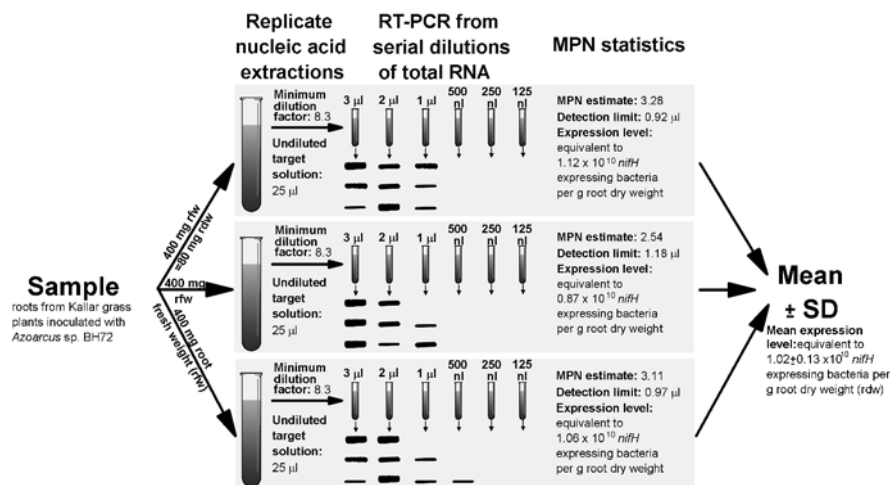 Replicate
nucleic acid
extractions
RT-PCR from
serial dilutions
of total RNA
MPN statistics
Minimum
dilution
factor: 8.3
Undiluted
target
solution:
25 µl
3 µl 2 µl 1 µl 500 nl 250 nl 125 nl
MPN estimate: 3.28
Detection limit: 0.92 µl
Expression level:
equivalent to
1.12 x 10¹⁰ nifH
expressing bacteria
per g root dry weight
Minimum
dilution
factor: 8.3
Undiluted
target
solution:
25 µl
3 µl 2 µl 1 µl 500 nl 250 nl 125 nl
MPN estimate: 2.54
Detection limit: 1.18 µl
Expression level:
equivalent to
0.87 x 10¹⁰ nifH
expressing bacteria
per g root dry weight
Minimum
dilution
factor: 8.3
Undiluted
target
solution:
25 µl
3 µl 2 µl 1 µl 500 nl 250 nl 125 nl
MPN estimate: 3.11
Detection limit: 0.97 µl
Expression level:
equivalent to
1.06 x 10¹⁰ nifH
expressing bacteria
per g root dry weight
Sample
roots from Kallar grass
plants inoculated with
Azoarcus sp. BH72
400 mg rfw
=80 mg rdw
400 mg
rfw
400 mg root
fresh weight (rfw)
Mean
± SD
Mean expression
level:equivalent to
1.02±0.13 x10¹⁰ nifH
expressing bacteria per
g root dry weight (rdw)